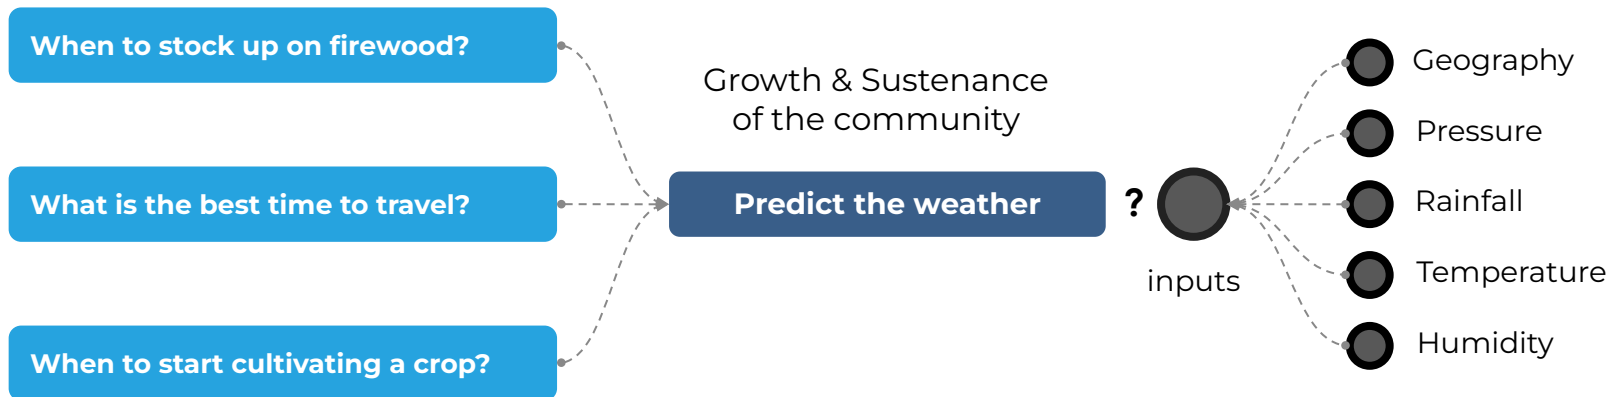 When to stock up on firewood?
What is the best time to travel?
When to start cultivating a crop?
Growth & Sustenance
of the community
Predict the weather
?
inputs
Geography
Pressure
Rainfall
Temperature
Humidity